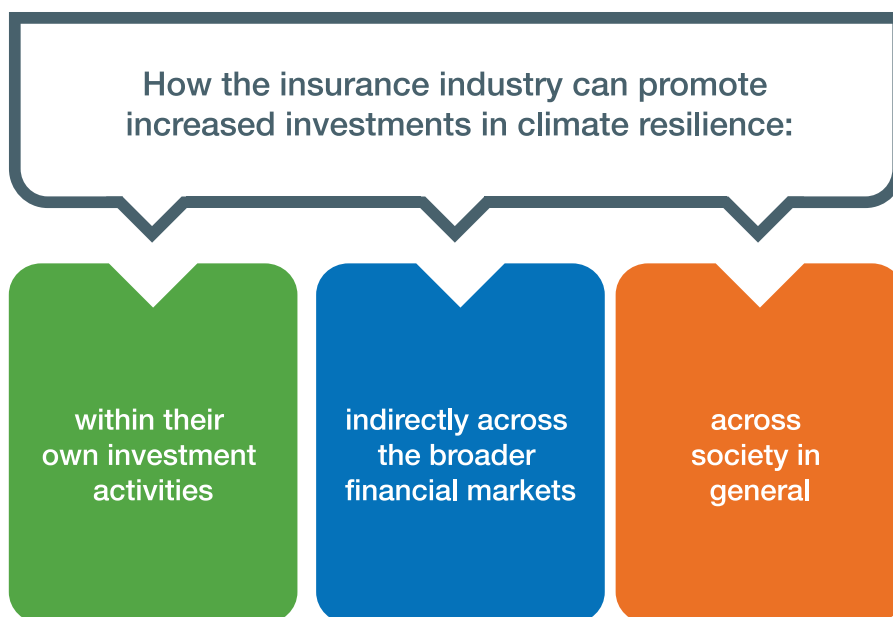 How the insurance industry can promote
increased investments in climate resilience:
within their
own investment
activities
indirectly across
the broader
financial markets
across
society in
general